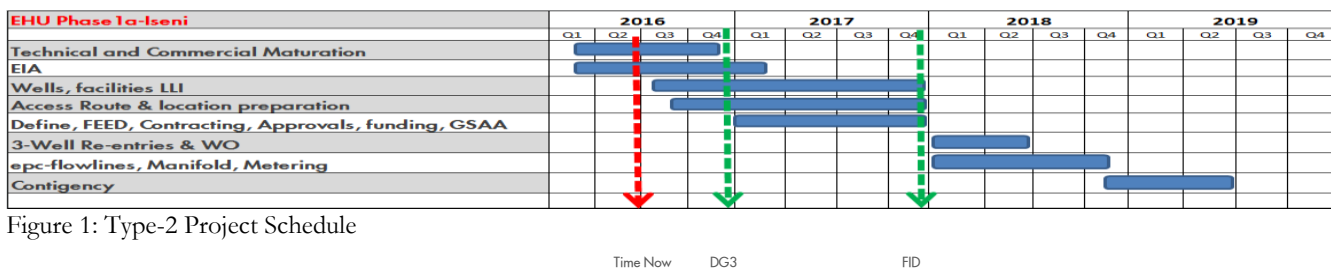 EHU Phase1a-Iseni 2016 2017 2018 2019
Q1 Q2 Q3 Q4 Q1 Q2 Q3 Q4 Q1 Q2 Q3 Q4 Q1 Q2 Q3 Q4
Technical and Commercial Maturation
EIA
Wells, facilities LLI
Access Route & location preparation
Define, FEED, Contracting, Approvals, funding, GSAA
3-Well Re-entries & WO
epc-flowlines, Manifold, Metering
Contigency
Figure 1: Type-2 Project Schedule
Time Now DG3 FID